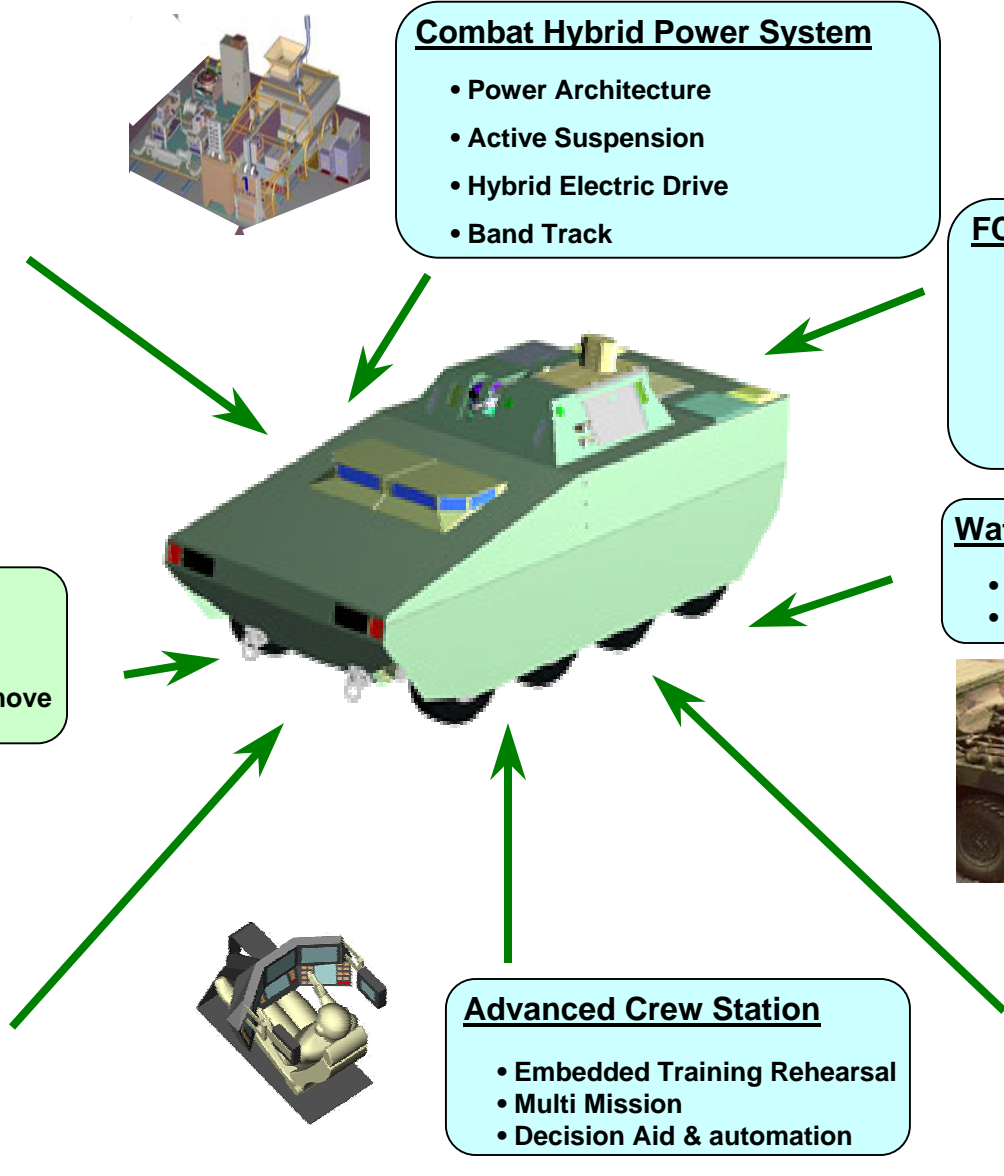 Combat Hybrid Power System
• Power Architecture
• Active Suspension
• Hybrid Electric Drive
• Band Track
Advanced Crew Station
• Embedded Training Rehearsal
• Multi Mission
• Decision Aid & automation